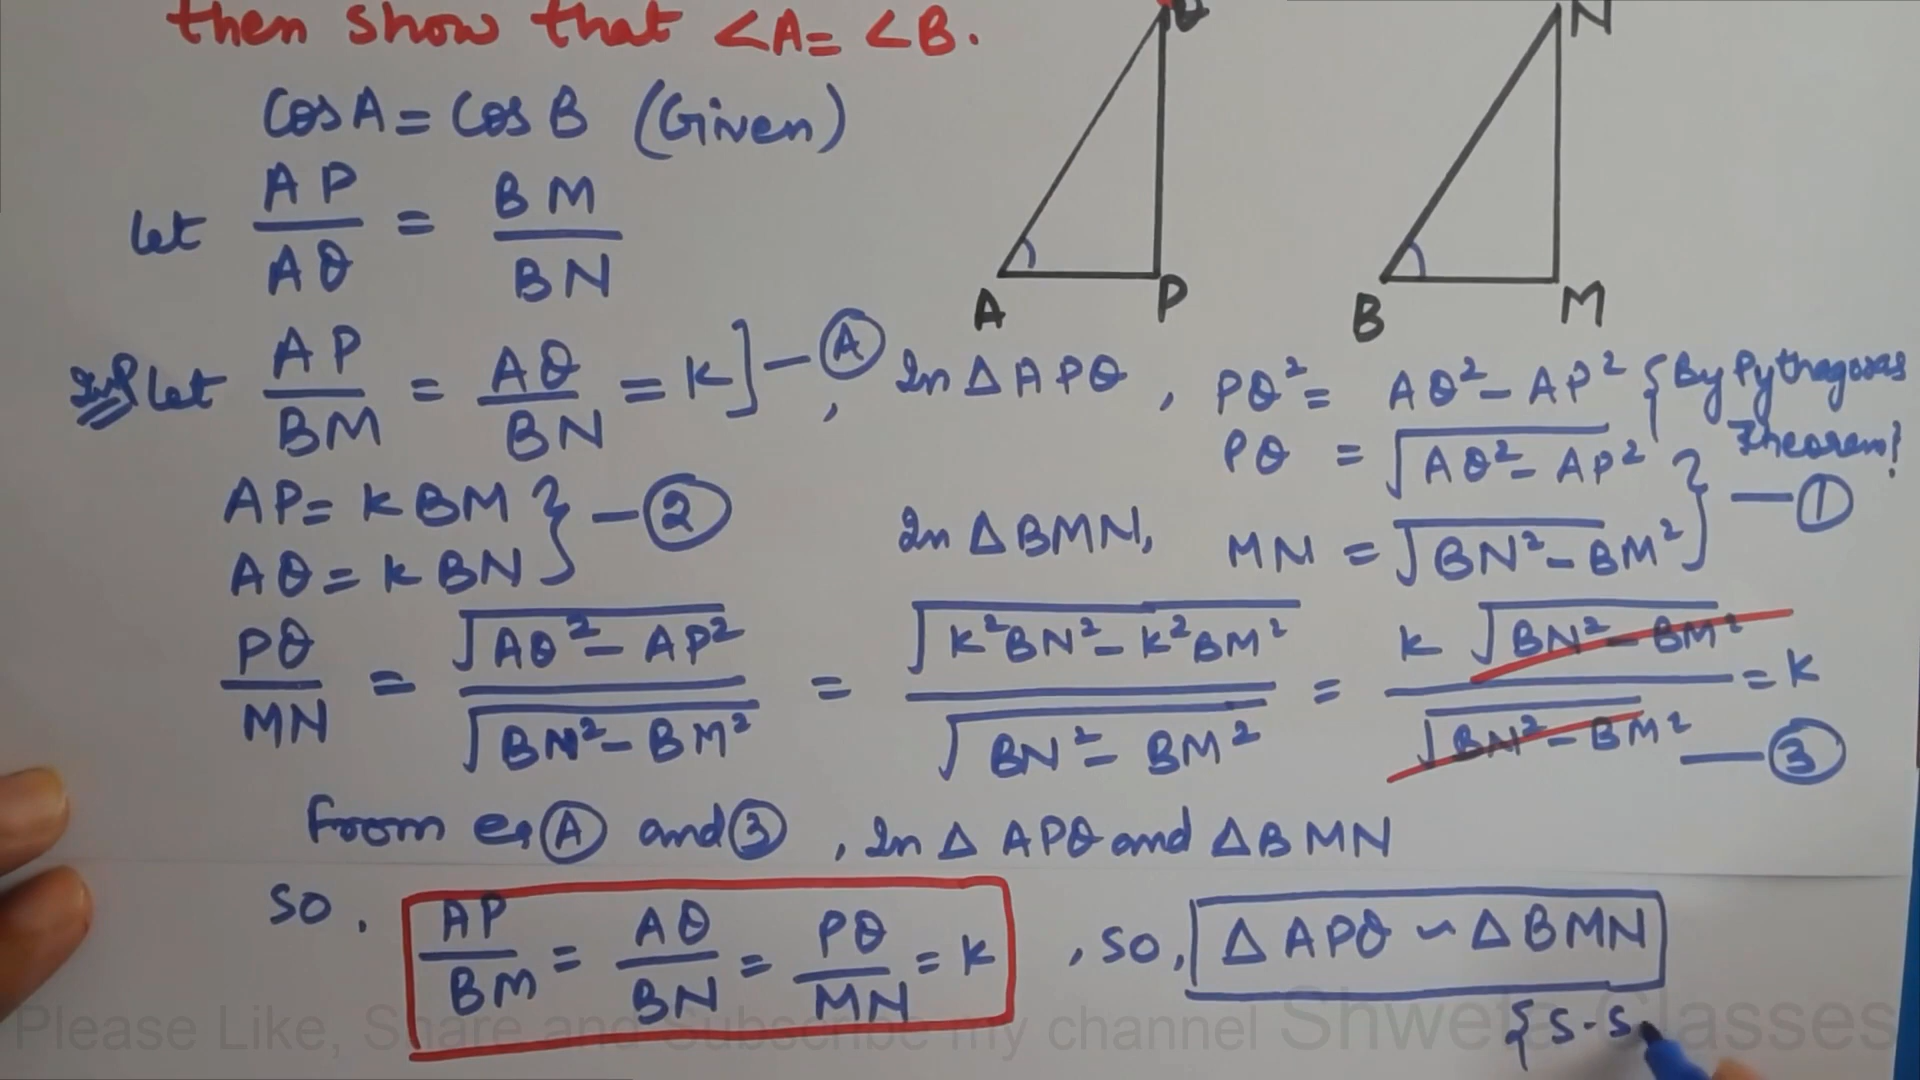 then show that ∠A= ∠B.
CosA = Cos B (Given)
let AP/AQ = BM/BN
Imp let AP/BM = AQ/BN = K] — (A)
AP = K BM
AQ = K BN } — (2)
Q
A P
N
B M
, In Δ APQ , PQ² = AQ² - AP² {By Pythagoras Theorem}
PQ = √AQ² - AP²
In Δ BMN, MN = √BN² - BM² } — (1)
PQ/MN = √AQ² - AP²/√BN² - BM² = √K²BN² - K²BM²/√BN² - BM² = K √BN² - BM²/√BN² - BM² = K — (3)
From eq (A) and (3) , In Δ APQ and Δ BMN
so, AP/BM = AQ/BN = PQ/MN = K , so, Δ APQ ~ Δ BMN
{S-S
Please Like, Share and Subscribe my channel Shweta Classes